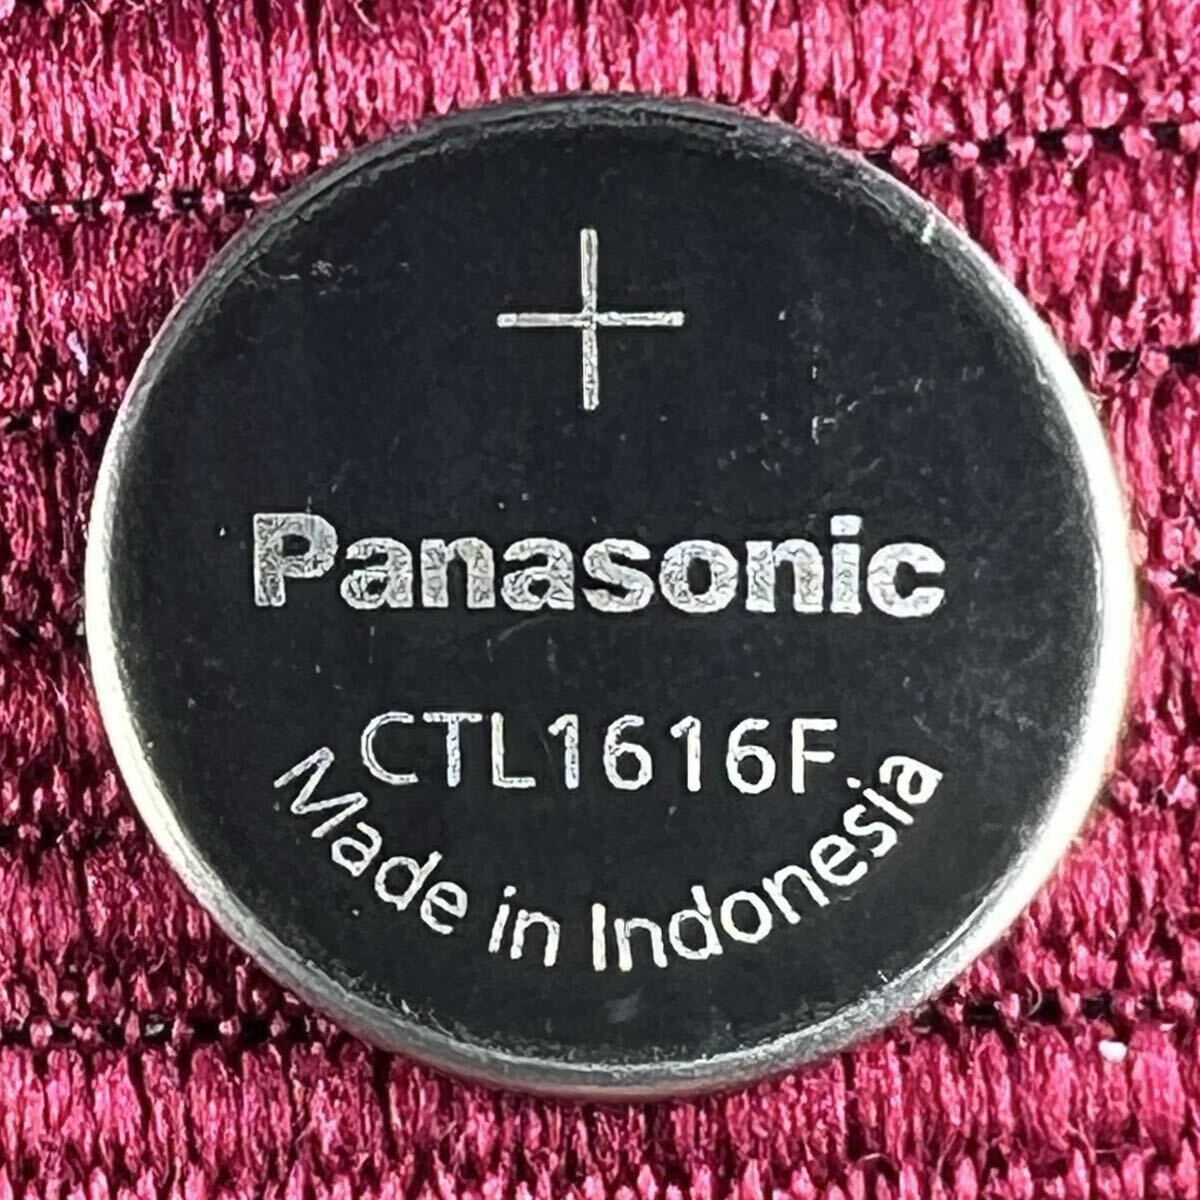 +
Panasonic
CTL1616F
Made in Indonesia